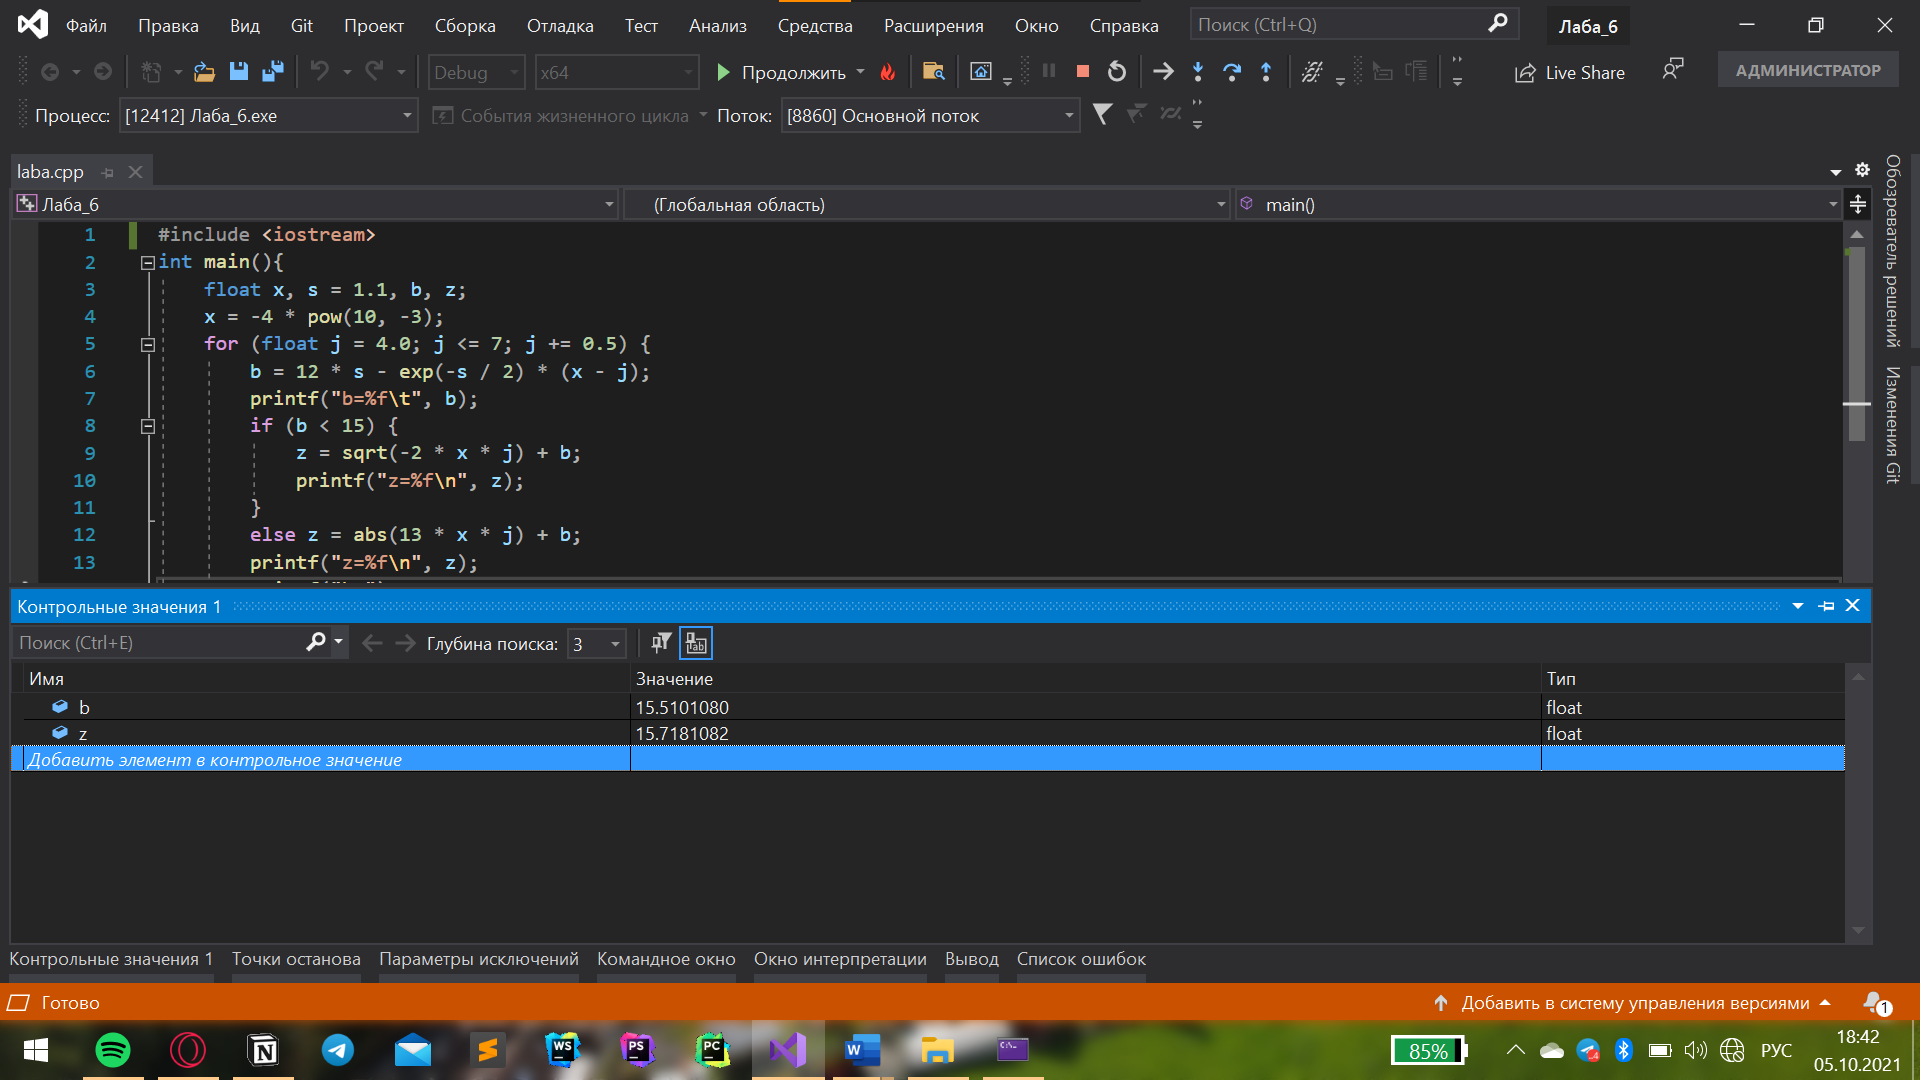 Файл Правка Вид Git Проект Сборка Отладка Тест Анализ Средства Расширения Окно Справка Поиск (Ctrl+Q) Лаба_6
Debug x64 Продолжить Live Share АДМИНИСТРАТОР
Процесс: [12412] Лаба_6.exe События жизненного цикла Поток: [8860] Основной поток
laba.cpp
Лаба_6 (Глобальная область) main()
1 #include <iostream>
2 int main(){
3 float x, s = 1.1, b, z;
4 x = -4 * pow(10, -3);
5 for (float j = 4.0; j <= 7; j += 0.5) {
6 b = 12 * s - exp(-s / 2) * (x - j);
7 printf("b=%f\t", b);
8 if (b < 15) {
9 z = sqrt(-2 * x * j) + b;
10 printf("z=%f\n", z);
11 }
12 else z = abs(13 * x * j) + b;
13 printf("z=%f\n", z);
Обозреватель решений
Изменения Git
Контрольные значения 1
Поиск (Ctrl+E) Глубина поиска: 3
Имя Значение Тип
b 15.5101080 float
z 15.7181082 float
Добавить элемент в контрольное значение
Контрольные значения 1 Точки останова Параметры исключений Командное окно Окно интерпретации Вывод Список ошибок
Готово Добавить в систему управления версиями 1
WS PS PC W C:\_ 85% РУС 18:42
05.10.2021